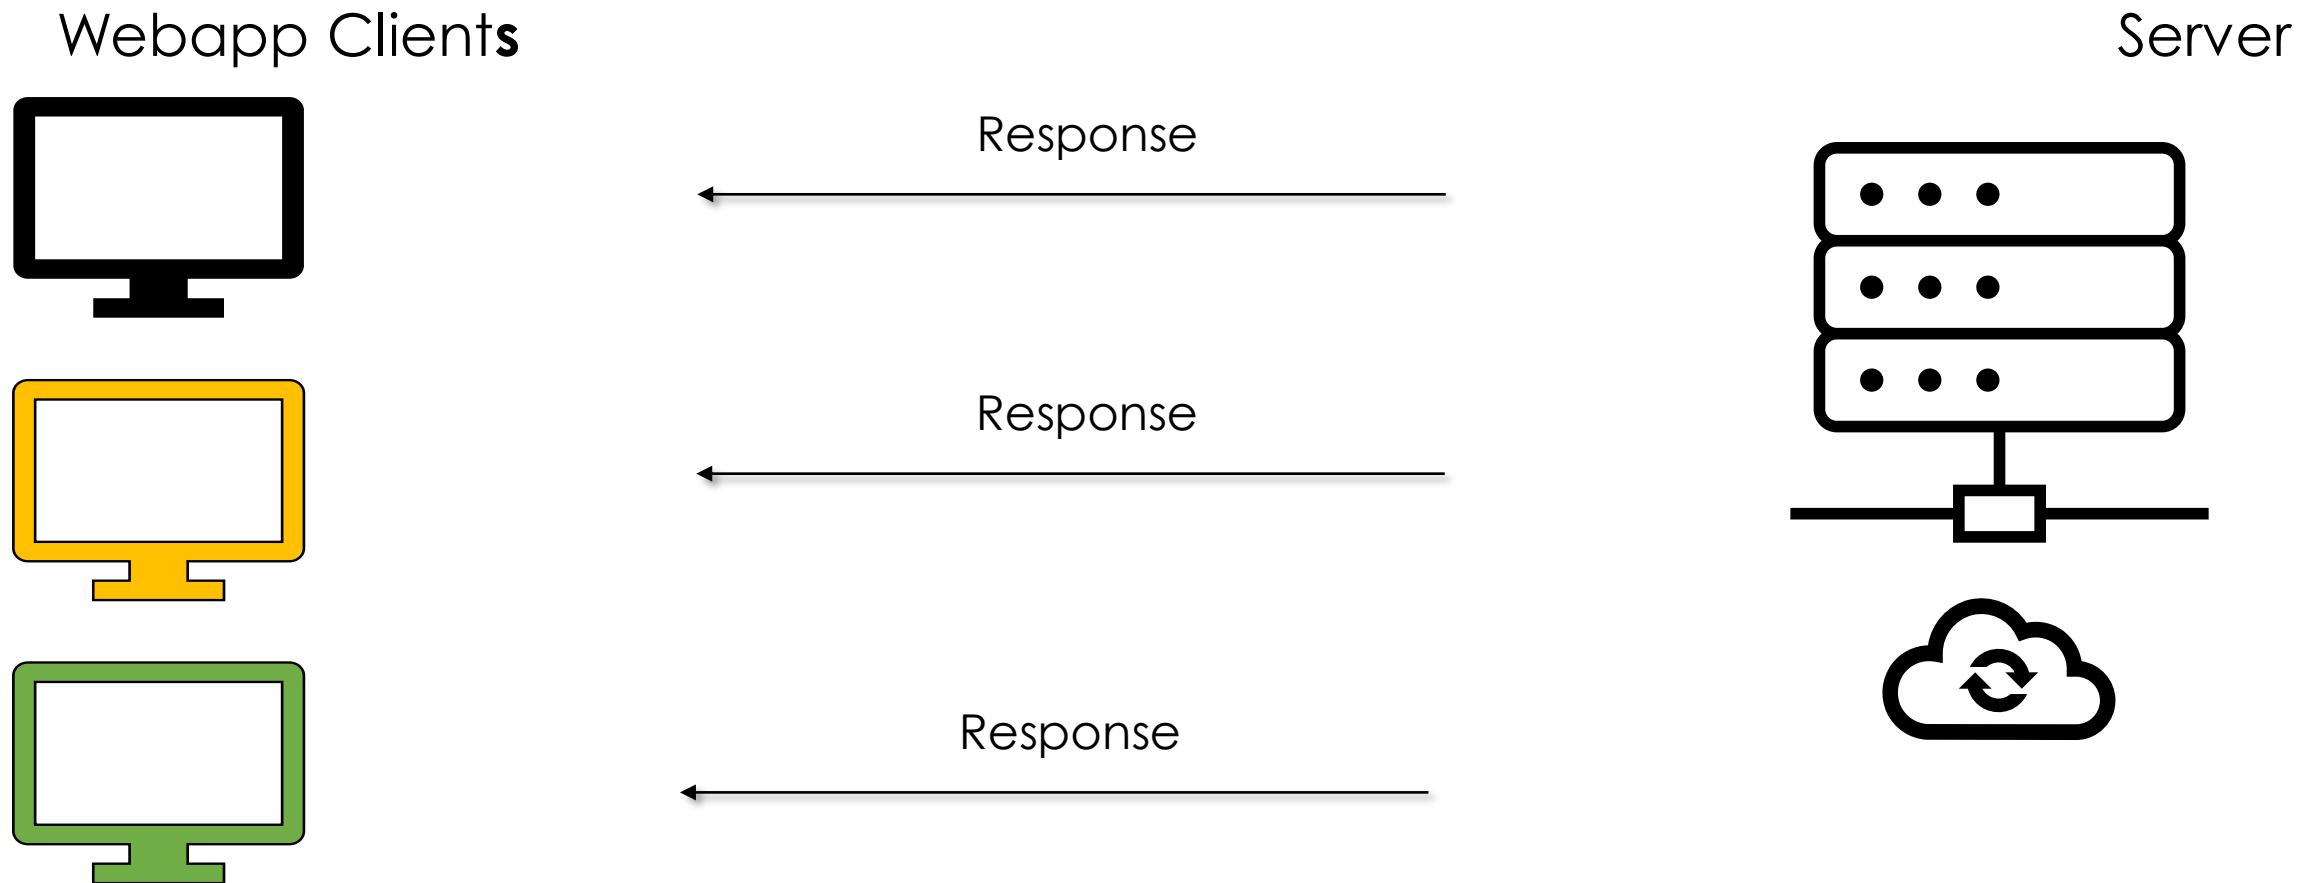 Webapp Clients
Server
Response
Response
Response